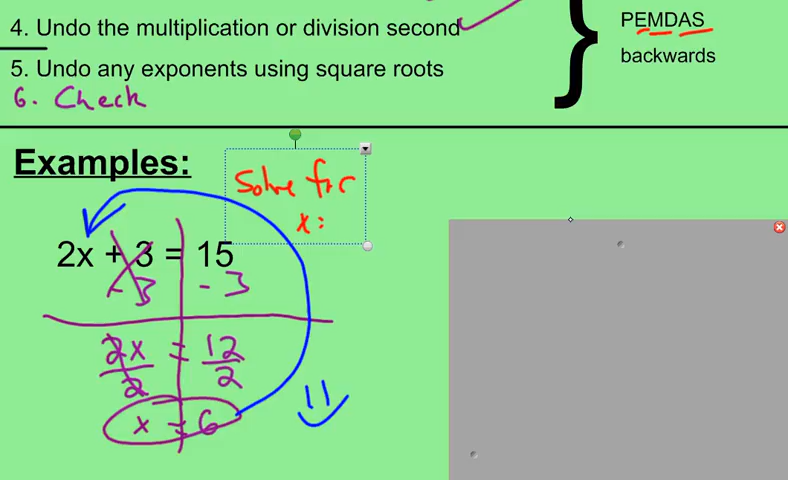 4. Undo the multiplication or division second
PEMDAS
5. Undo any exponents using square roots
backwards
6. Check
Examples:
Solve for
x:
2x + 3 = 15
- 3 - 3
2x = 12
2 2
x = 6